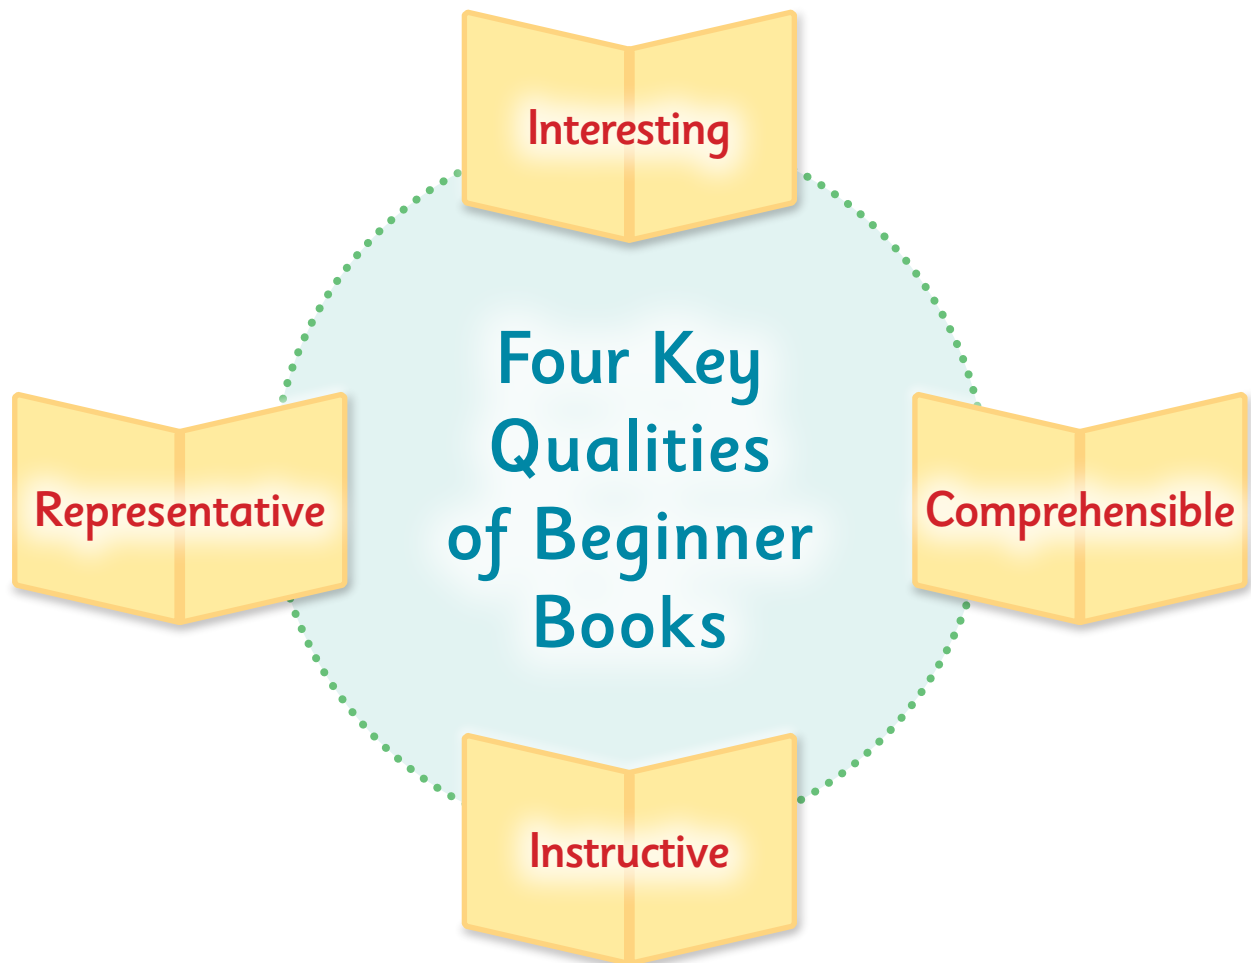 Interesting
Four Key
Qualities
of Beginner
Books
Representative
Comprehensible
Instructive